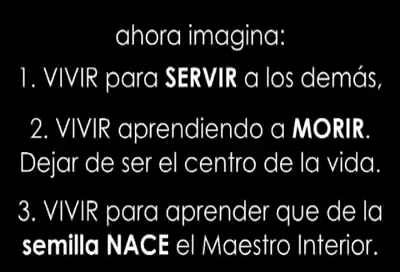 ahora imagina:
1. VIVIR para SERVIR a los demás,
2. VIVIR aprendiendo a MORIR.
Dejar de ser el centro de la vida.
3. VIVIR para aprender que de la
semilla NACE el Maestro Interior.